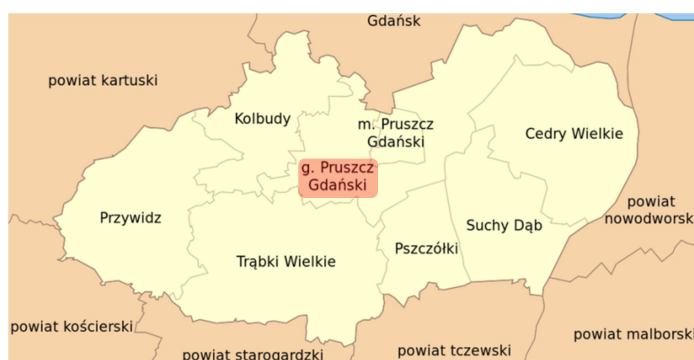 Gdańsk
powiat kartuski
Kolbudy
m. Pruszcz
Gdański
Cedry Wielkie
g. Pruszcz
Gdański
powiat
nowodworsk
Przywidz
Suchy Dąb
Pszczółki
Trąbki Wielkie
powiat kościerski
powiat malborski
powiat tczewski
powiat starogardzki